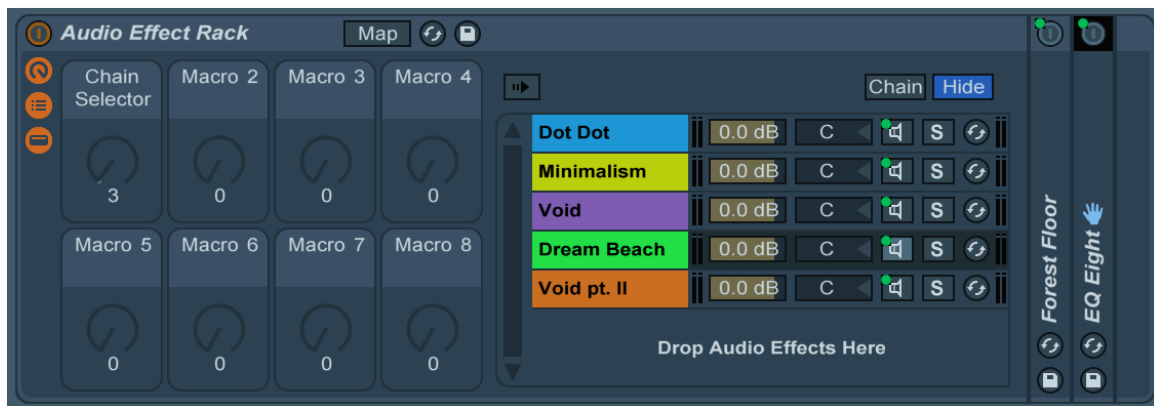 Audio Effect Rack
Map
Chain
Selector
Macro 2
Macro 3
Macro 4
3
0
0
0
Macro 5
Macro 6
Macro 7
Macro 8
0
0
0
0
Chain
Hide
Dot Dot 0.0 dB C S
Minimalism 0.0 dB C S
Void 0.0 dB C S
Dream Beach 0.0 dB C S
Void pt. II 0.0 dB C S
Drop Audio Effects Here
Forest Floor
EQ Eight